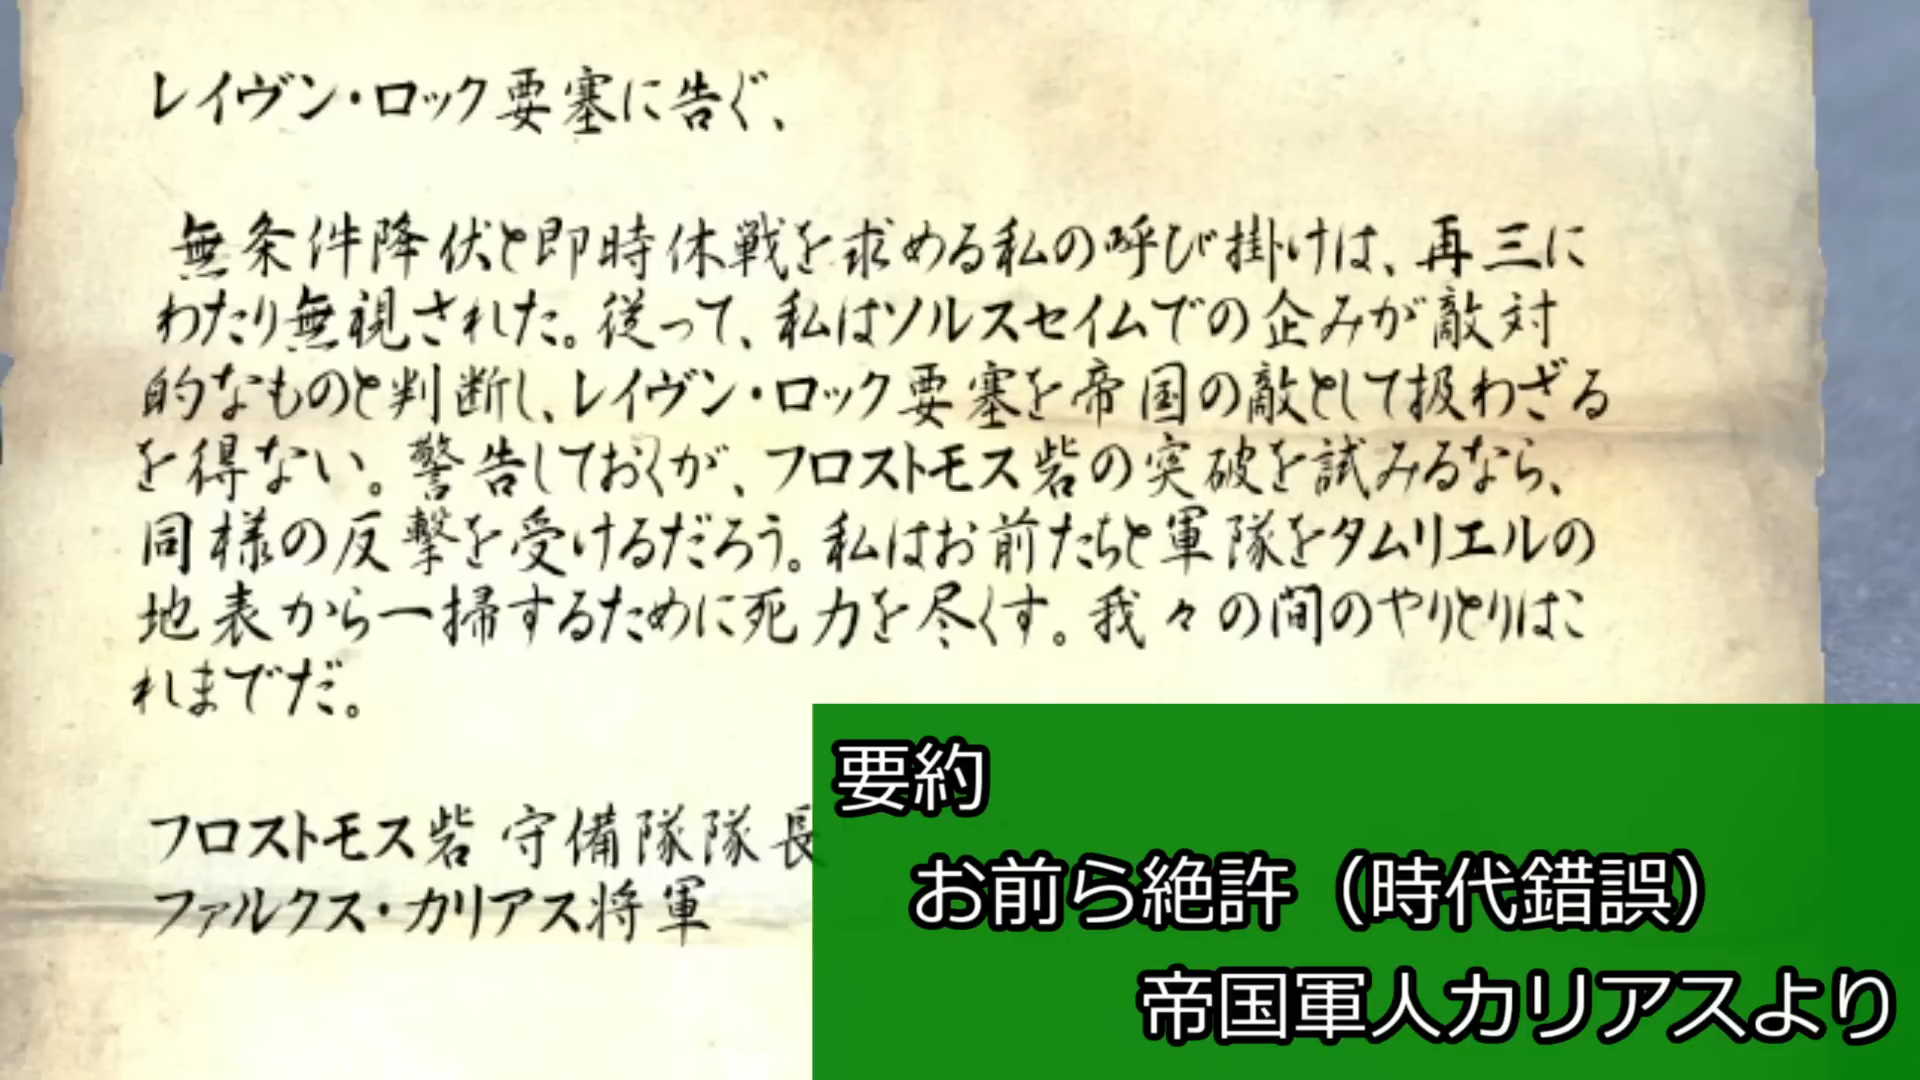 レイヴン・ロック要塞に告ぐ、
無条件降伏と即時休戦を求める私の呼び掛けは、再三に
わたり無視された。従って、私はソルスセイムでの企みが敵対
的なものと判断し、レイヴン・ロック要塞を帝国の敵として扱わざる
を得ない。警告しておくが、フロストモス砦の突破を試みるなら、
同様の反撃を受けるだろう。私はお前たちと軍隊をタムリエルの
地表から一掃するために死力を尽くす。我々の間のやりとりはこ
れまでだ。
フロストモス砦 守備隊隊長
ファルクス・カリアス将軍
要約
お前ら絶許（時代錯誤）
帝国軍人カリアスより